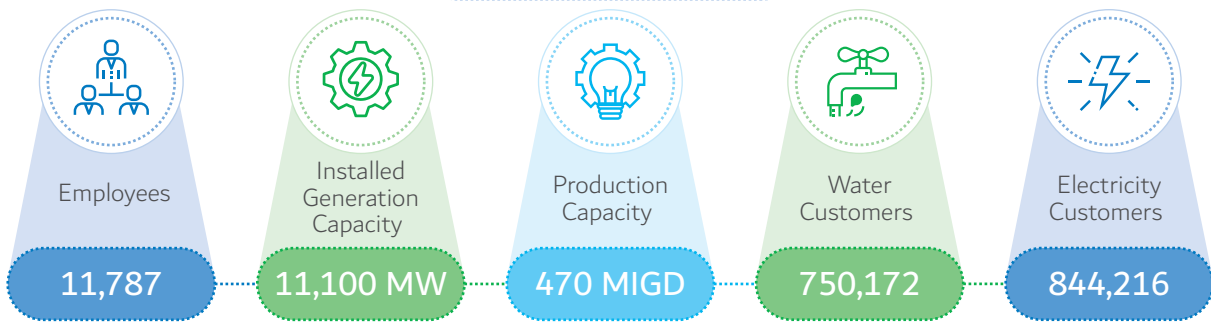 Employees
11,787
Installed
Generation
Capacity
11,100 MW
Production
Capacity
470 MIGD
Water
Customers
750,172
Electricity
Customers
844,216